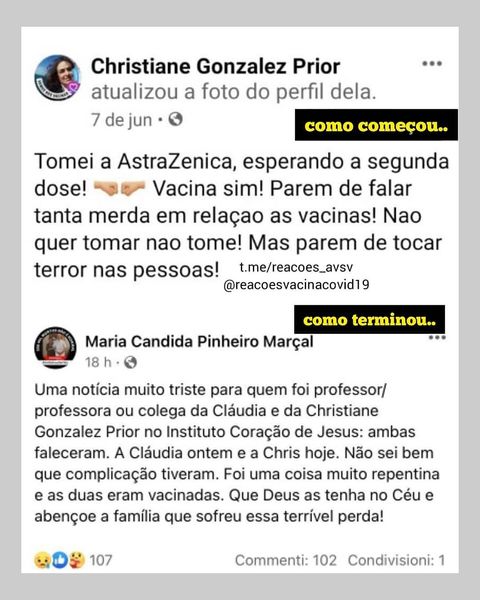 Christiane Gonzalez Prior
atualizou a foto do perfil dela.
7 de jun
como começou..
Tomei a AstraZenica, esperando a segunda
dose! 🤜🤛 Vacina sim! Parem de falar
tanta merda em relaçao as vacinas! Nao
quer tomar nao tome! Mas parem de tocar
terror nas pessoas!
t.me/reacoes_avsv
@reacoesvacinacovid19
como terminou..
Maria Candida Pinheiro Marçal
18 h
Uma notícia muito triste para quem foi professor/
professora ou colega da Cláudia e da Christiane
Gonzalez Prior no Instituto Coração de Jesus: ambas
faleceram. A Cláudia ontem e a Chris hoje. Não sei bem
que complicação tiveram. Foi uma coisa muito repentina
e as duas eram vacinadas. Que Deus as tenha no Céu e
abençoe a família que sofreu essa terrível perda!
107
Commenti: 102 Condivisioni: 1